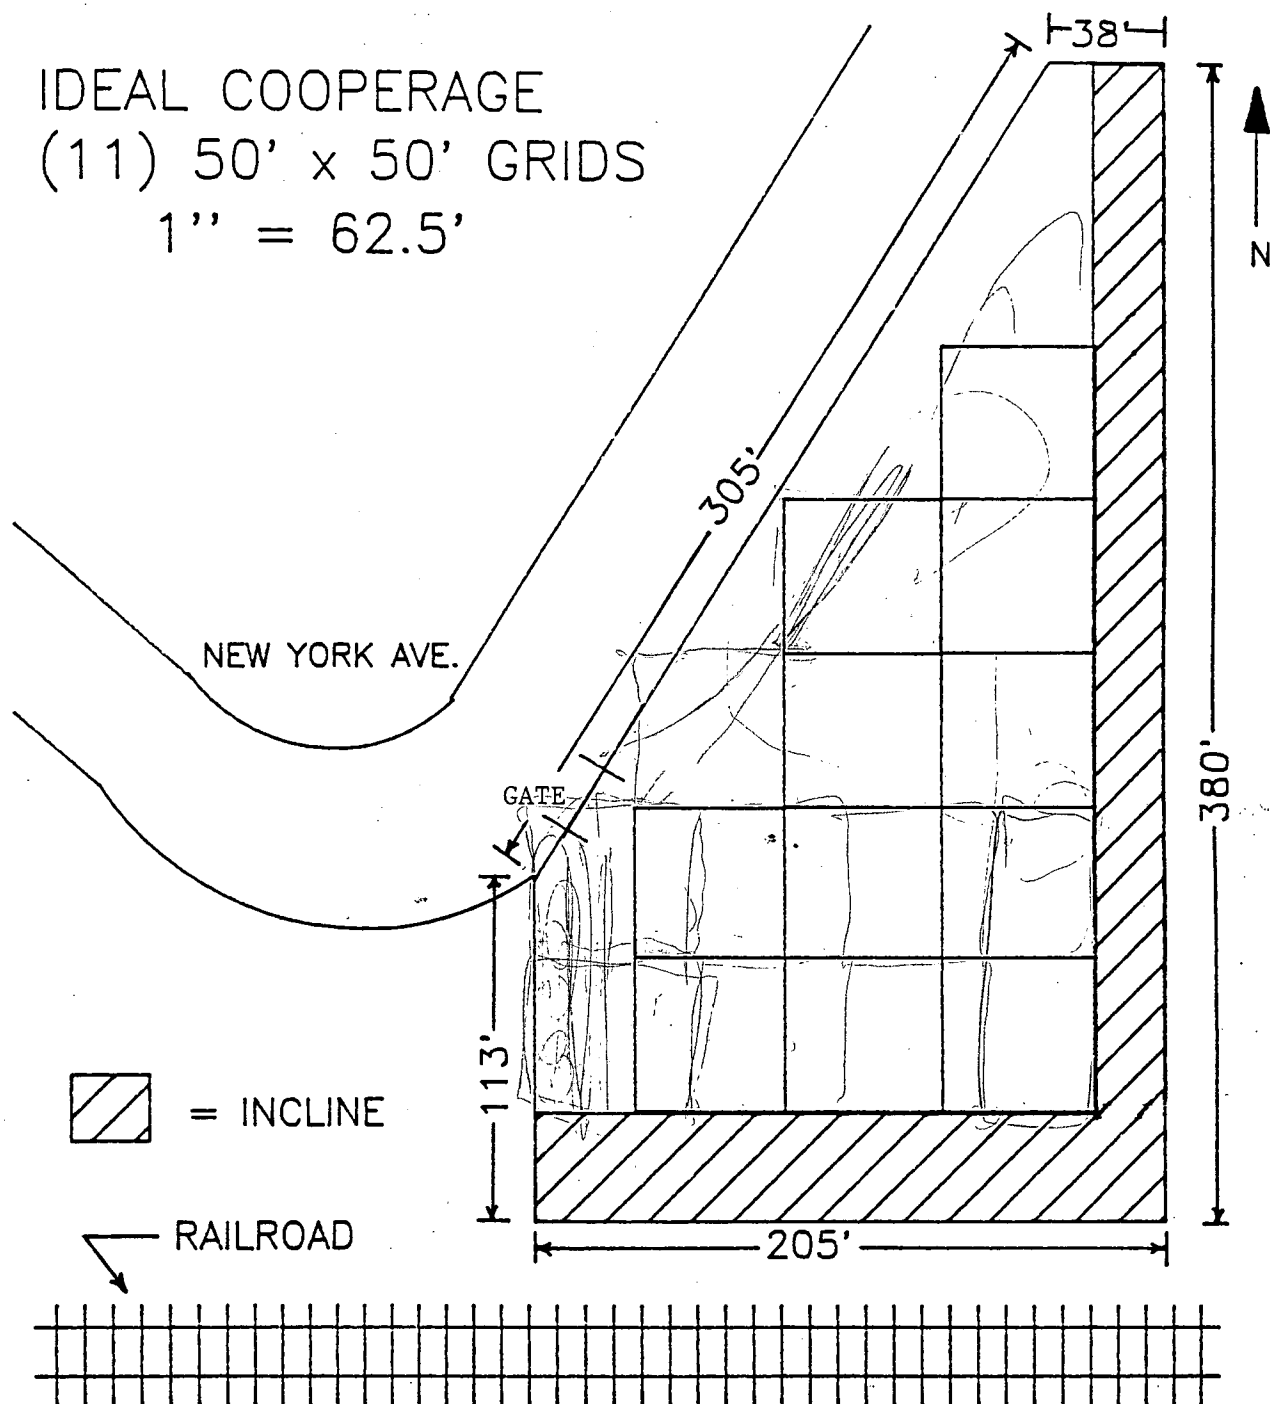 IDEAL COOPERAGE
(11) 50' x 50' GRIDS
1'' = 62.5'
38'
N
305'
NEW YORK AVE.
380'
GATE
113'
= INCLINE
RAILROAD
205'